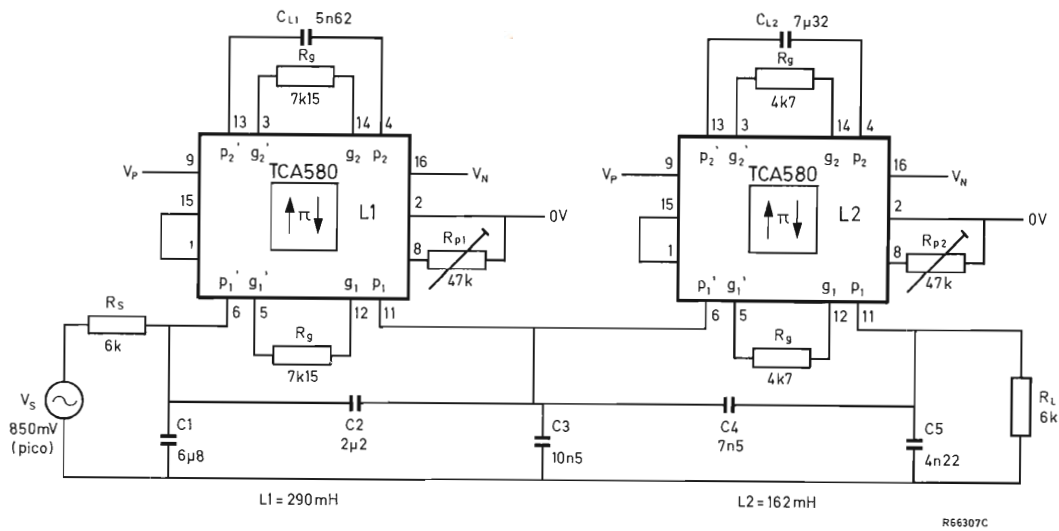 CL1 5n62
Rg
7k15
13 3 14 4
p2' g2' g2 p2
TCA580
π
L1
VP 9
16 VN
15
2 0V
1
8 Rp1
47k
p1' g1' g1 p1
6 5 12 11
Rg
7k15
CL2 7µ32
Rg
4k7
13 3 14 4
p2' g2' g2 p2
TCA580
π
L2
VP 9
16 VN
15
2 0V
1
8 Rp2
47k
p1' g1' g1 p1
6 5 12 11
Rg
4k7
RS
6k
VS
850mV
(pico)
C1
6µ8
C2
2µ2
C3
10n5
C4
7n5
C5
4n22
RL
6k
L1 = 290mH
L2 = 162mH
R66307C